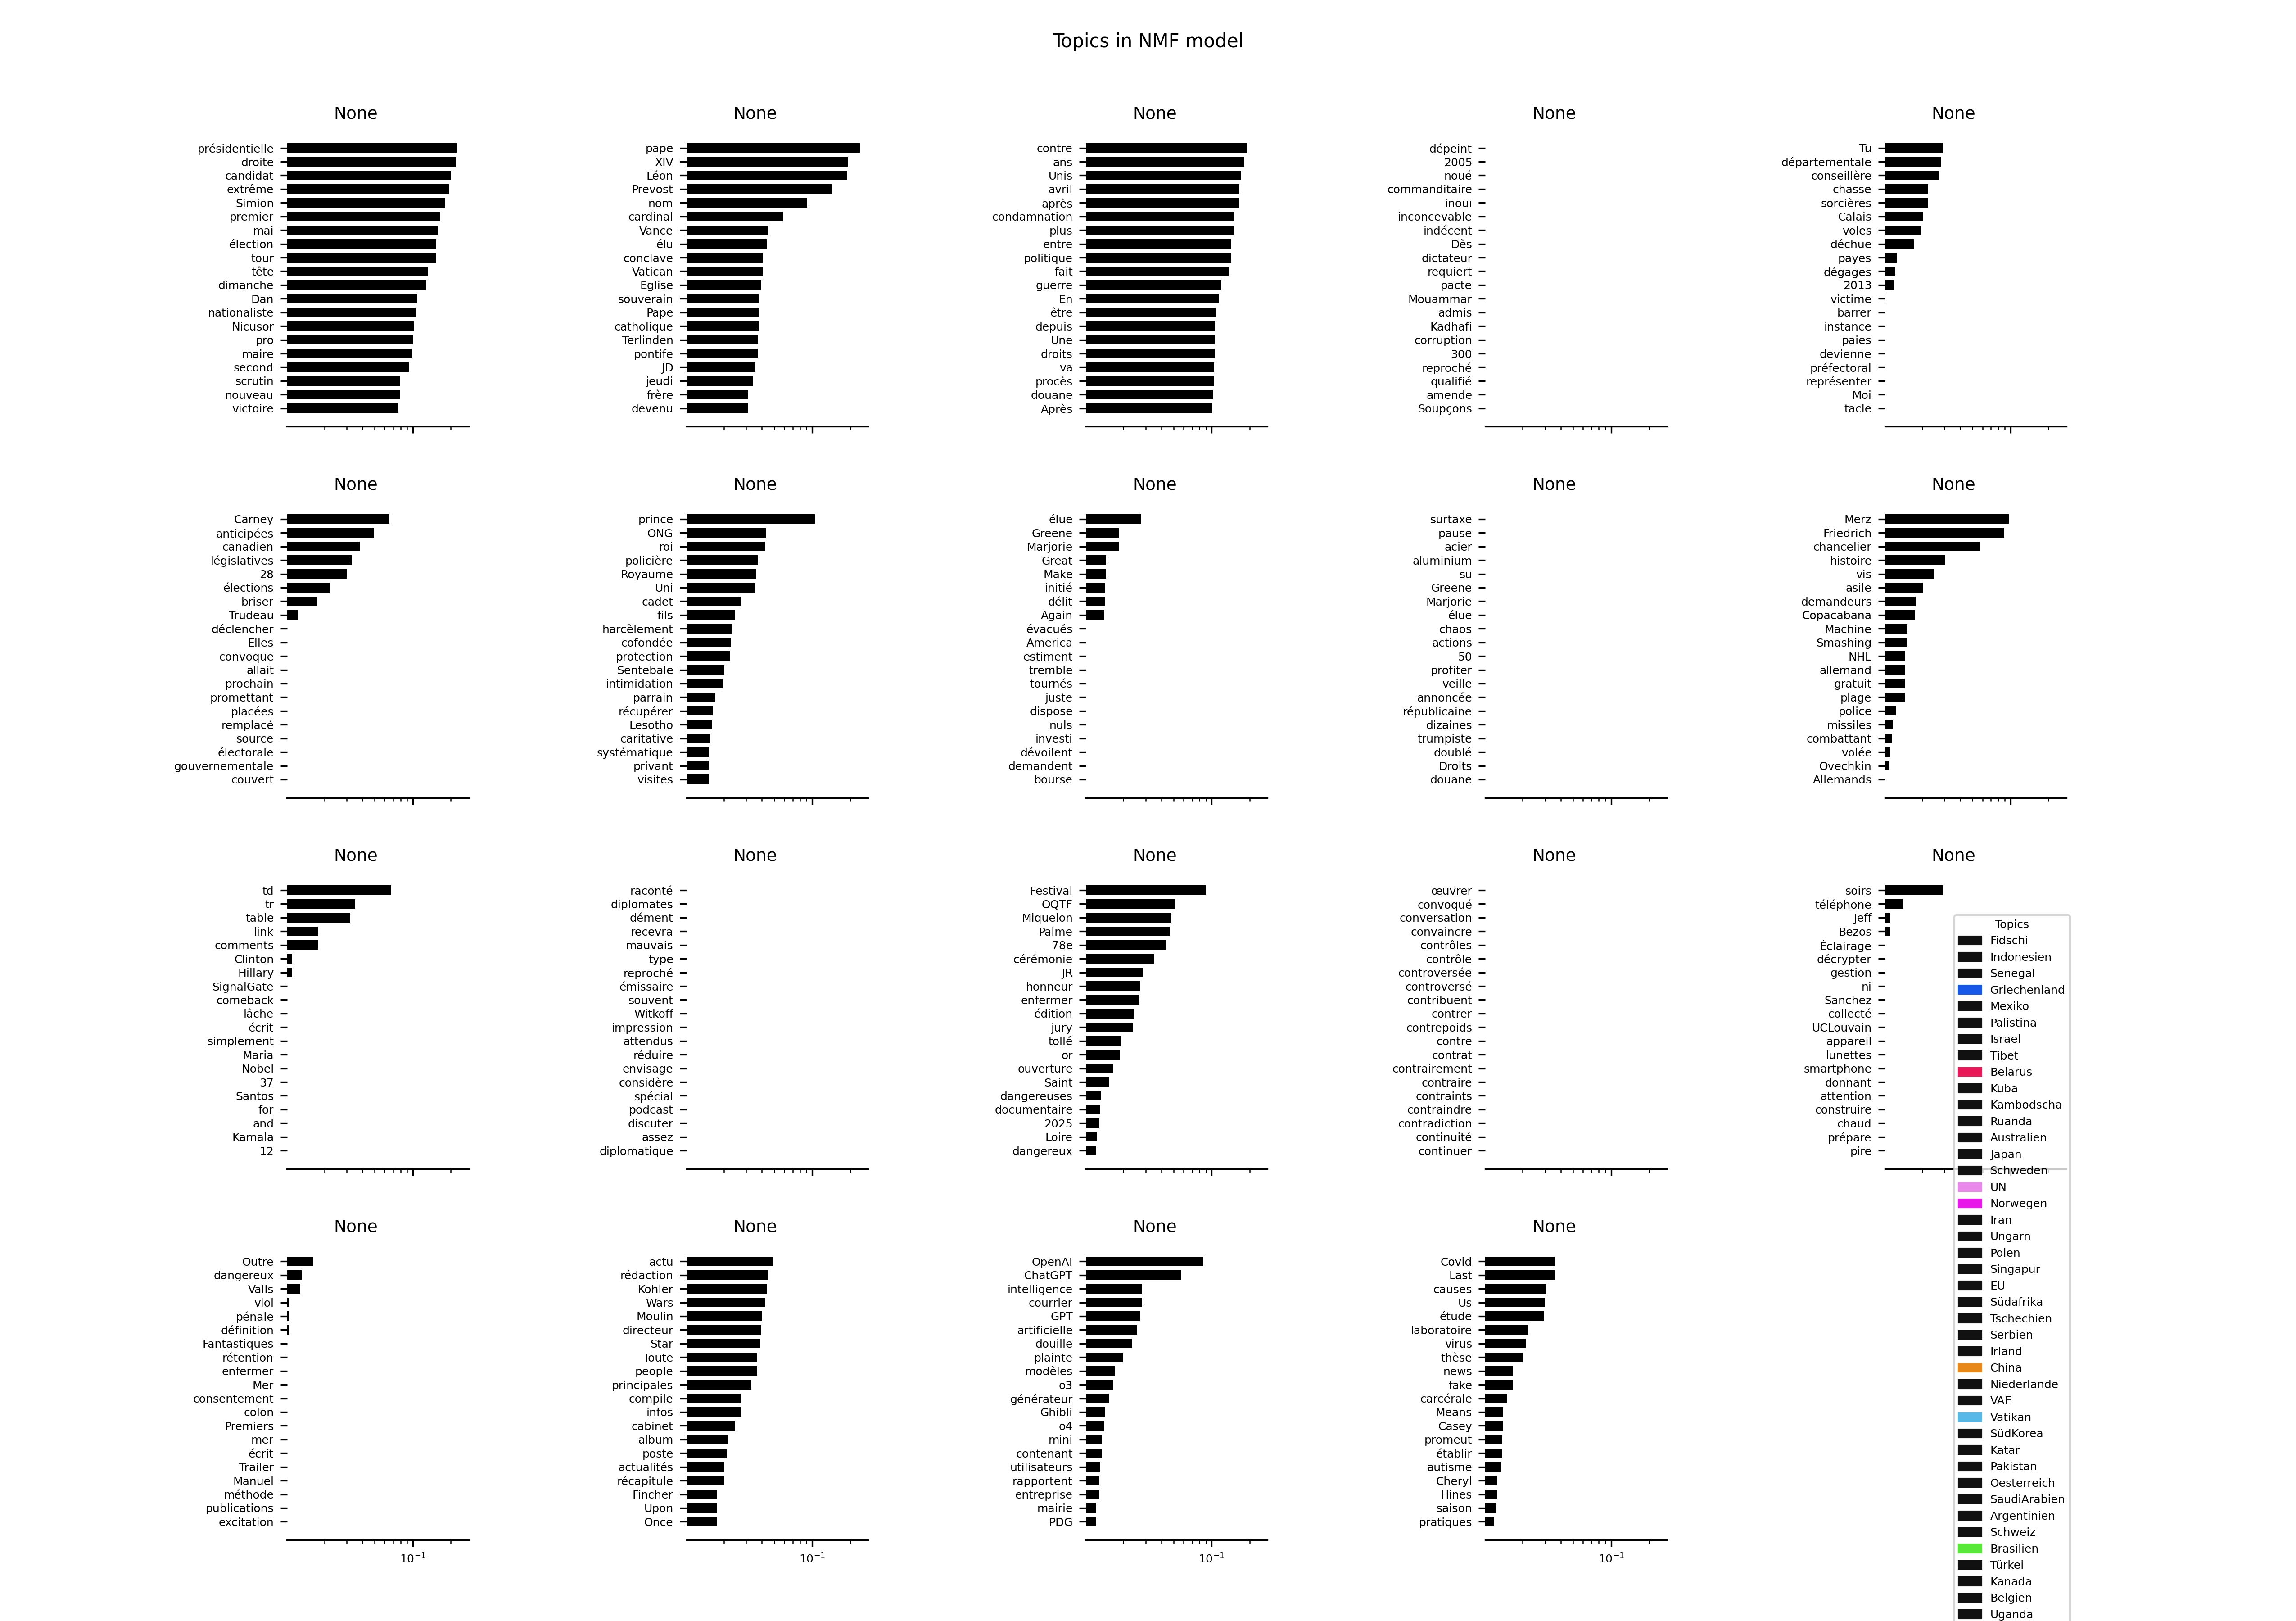 Topics in NMF model
None
présidentielle
droite
candidat
extrême
Simion
premier
mai
élection
tour
tête
dimanche
Dan
nationaliste
Nicusor
pro
maire
second
scrutin
nouveau
victoire
None
pape
XIV
Léon
Prevost
nom
cardinal
Vance
élu
conclave
Vatican
Eglise
souverain
Pape
catholique
Terlinden
pontife
JD
jeudi
frère
devenu
None
contre
ans
Unis
avril
après
condamnation
plus
entre
politique
fait
guerre
En
être
depuis
Une
droits
va
procès
douane
Après
None
dépeint
2005
noué
commanditaire
inouï
inconcevable
indécent
Dès
dictateur
requiert
pacte
Mouammar
admis
Kadhafi
corruption
300
reproché
qualifié
amende
Soupçons
None
Tu
départementale
conseillère
chasse
sorcières
Calais
voles
déchue
payes
dégages
2013
victime
barrer
instance
paies
devienne
préfectoral
représenter
Moi
tacle
None
Carney
anticipées
canadien
législatives
28
élections
briser
Trudeau
déclencher
Elles
convoque
allait
prochain
promettant
placées
remplacé
source
électorale
gouvernementale
couvert
None
prince
ONG
roi
policière
Royaume
Uni
cadet
fils
harcèlement
cofondée
protection
Sentebale
intimidation
parrain
récupérer
Lesotho
caritative
systématique
privant
visites
None
élue
Greene
Marjorie
Great
Make
initié
délit
Again
évacués
America
estiment
tremble
tournés
juste
dispose
nuls
investi
dévoilent
demandent
bourse
None
surtaxe
pause
acier
aluminium
su
Greene
Marjorie
élue
chaos
actions
50
profiter
veille
annoncée
républicaine
dizaines
trumpiste
doublé
Droits
douane
None
Merz
Friedrich
chancelier
histoire
vis
asile
demandeurs
Copacabana
Machine
Smashing
NHL
allemand
gratuit
plage
police
missiles
combattant
volée
Ovechkin
Allemands
None
td
tr
table
link
comments
Clinton
Hillary
SignalGate
comeback
lâche
écrit
simplement
Maria
Nobel
37
Santos
for
and
Kamala
12
None
raconté
diplomates
dément
recevra
mauvais
type
reproché
émissaire
souvent
Witkoff
impression
attendus
réduire
envisage
considère
spécial
podcast
discuter
assez
diplomatique
None
Festival
OQTF
Miquelon
Palme
78e
cérémonie
JR
honneur
enfermer
édition
jury
tollé
or
ouverture
Saint
dangereuses
documentaire
2025
Loire
dangereux
None
œuvrer
convoqué
conversation
convaincre
contrôles
contrôle
controversée
controversé
contribuent
contrer
contrepoids
contre
contrat
contrairement
contraire
contraints
contraindre
contradiction
continuité
continuer
None
soirs
téléphone
Jeff
Bezos
Éclairage
décrypter
gestion
ni
Sanchez
collecté
UCLouvain
appareil
lunettes
smartphone
donnant
attention
construire
chaud
prépare
pire
None
Outre
dangereux
Valls
viol
pénale
définition
Fantastiques
rétention
enfermer
Mer
consentement
colon
Premiers
mer
écrit
Trailer
Manuel
méthode
publications
excitation
10⁻¹
None
actu
rédaction
Kohler
Wars
Moulin
directeur
Star
Toute
people
principales
compile
infos
cabinet
album
poste
actualités
récapitule
Fincher
Upon
Once
10⁻¹
None
OpenAI
ChatGPT
intelligence
courrier
GPT
artificielle
douille
plainte
modèles
o3
générateur
Ghibli
o4
mini
contenant
utilisateurs
rapportent
entreprise
mairie
PDG
10⁻¹
None
Covid
Last
causes
Us
étude
laboratoire
virus
thèse
news
fake
carcérale
Means
Casey
promeut
établir
autisme
Cheryl
Hines
saison
pratiques
10⁻¹
Topics
Fidschi
Indonesien
Senegal
Griechenland
Mexiko
Palistina
Israel
Tibet
Belarus
Kuba
Kambodscha
Ruanda
Australien
Japan
Schweden
UN
Norwegen
Iran
Ungarn
Polen
Singapur
EU
Südafrika
Tschechien
Serbien
Irland
China
Niederlande
VAE
Vatikan
SüdKorea
Katar
Pakistan
Oesterreich
SaudiArabien
Argentinien
Schweiz
Brasilien
Türkei
Kanada
Belgien
Uganda